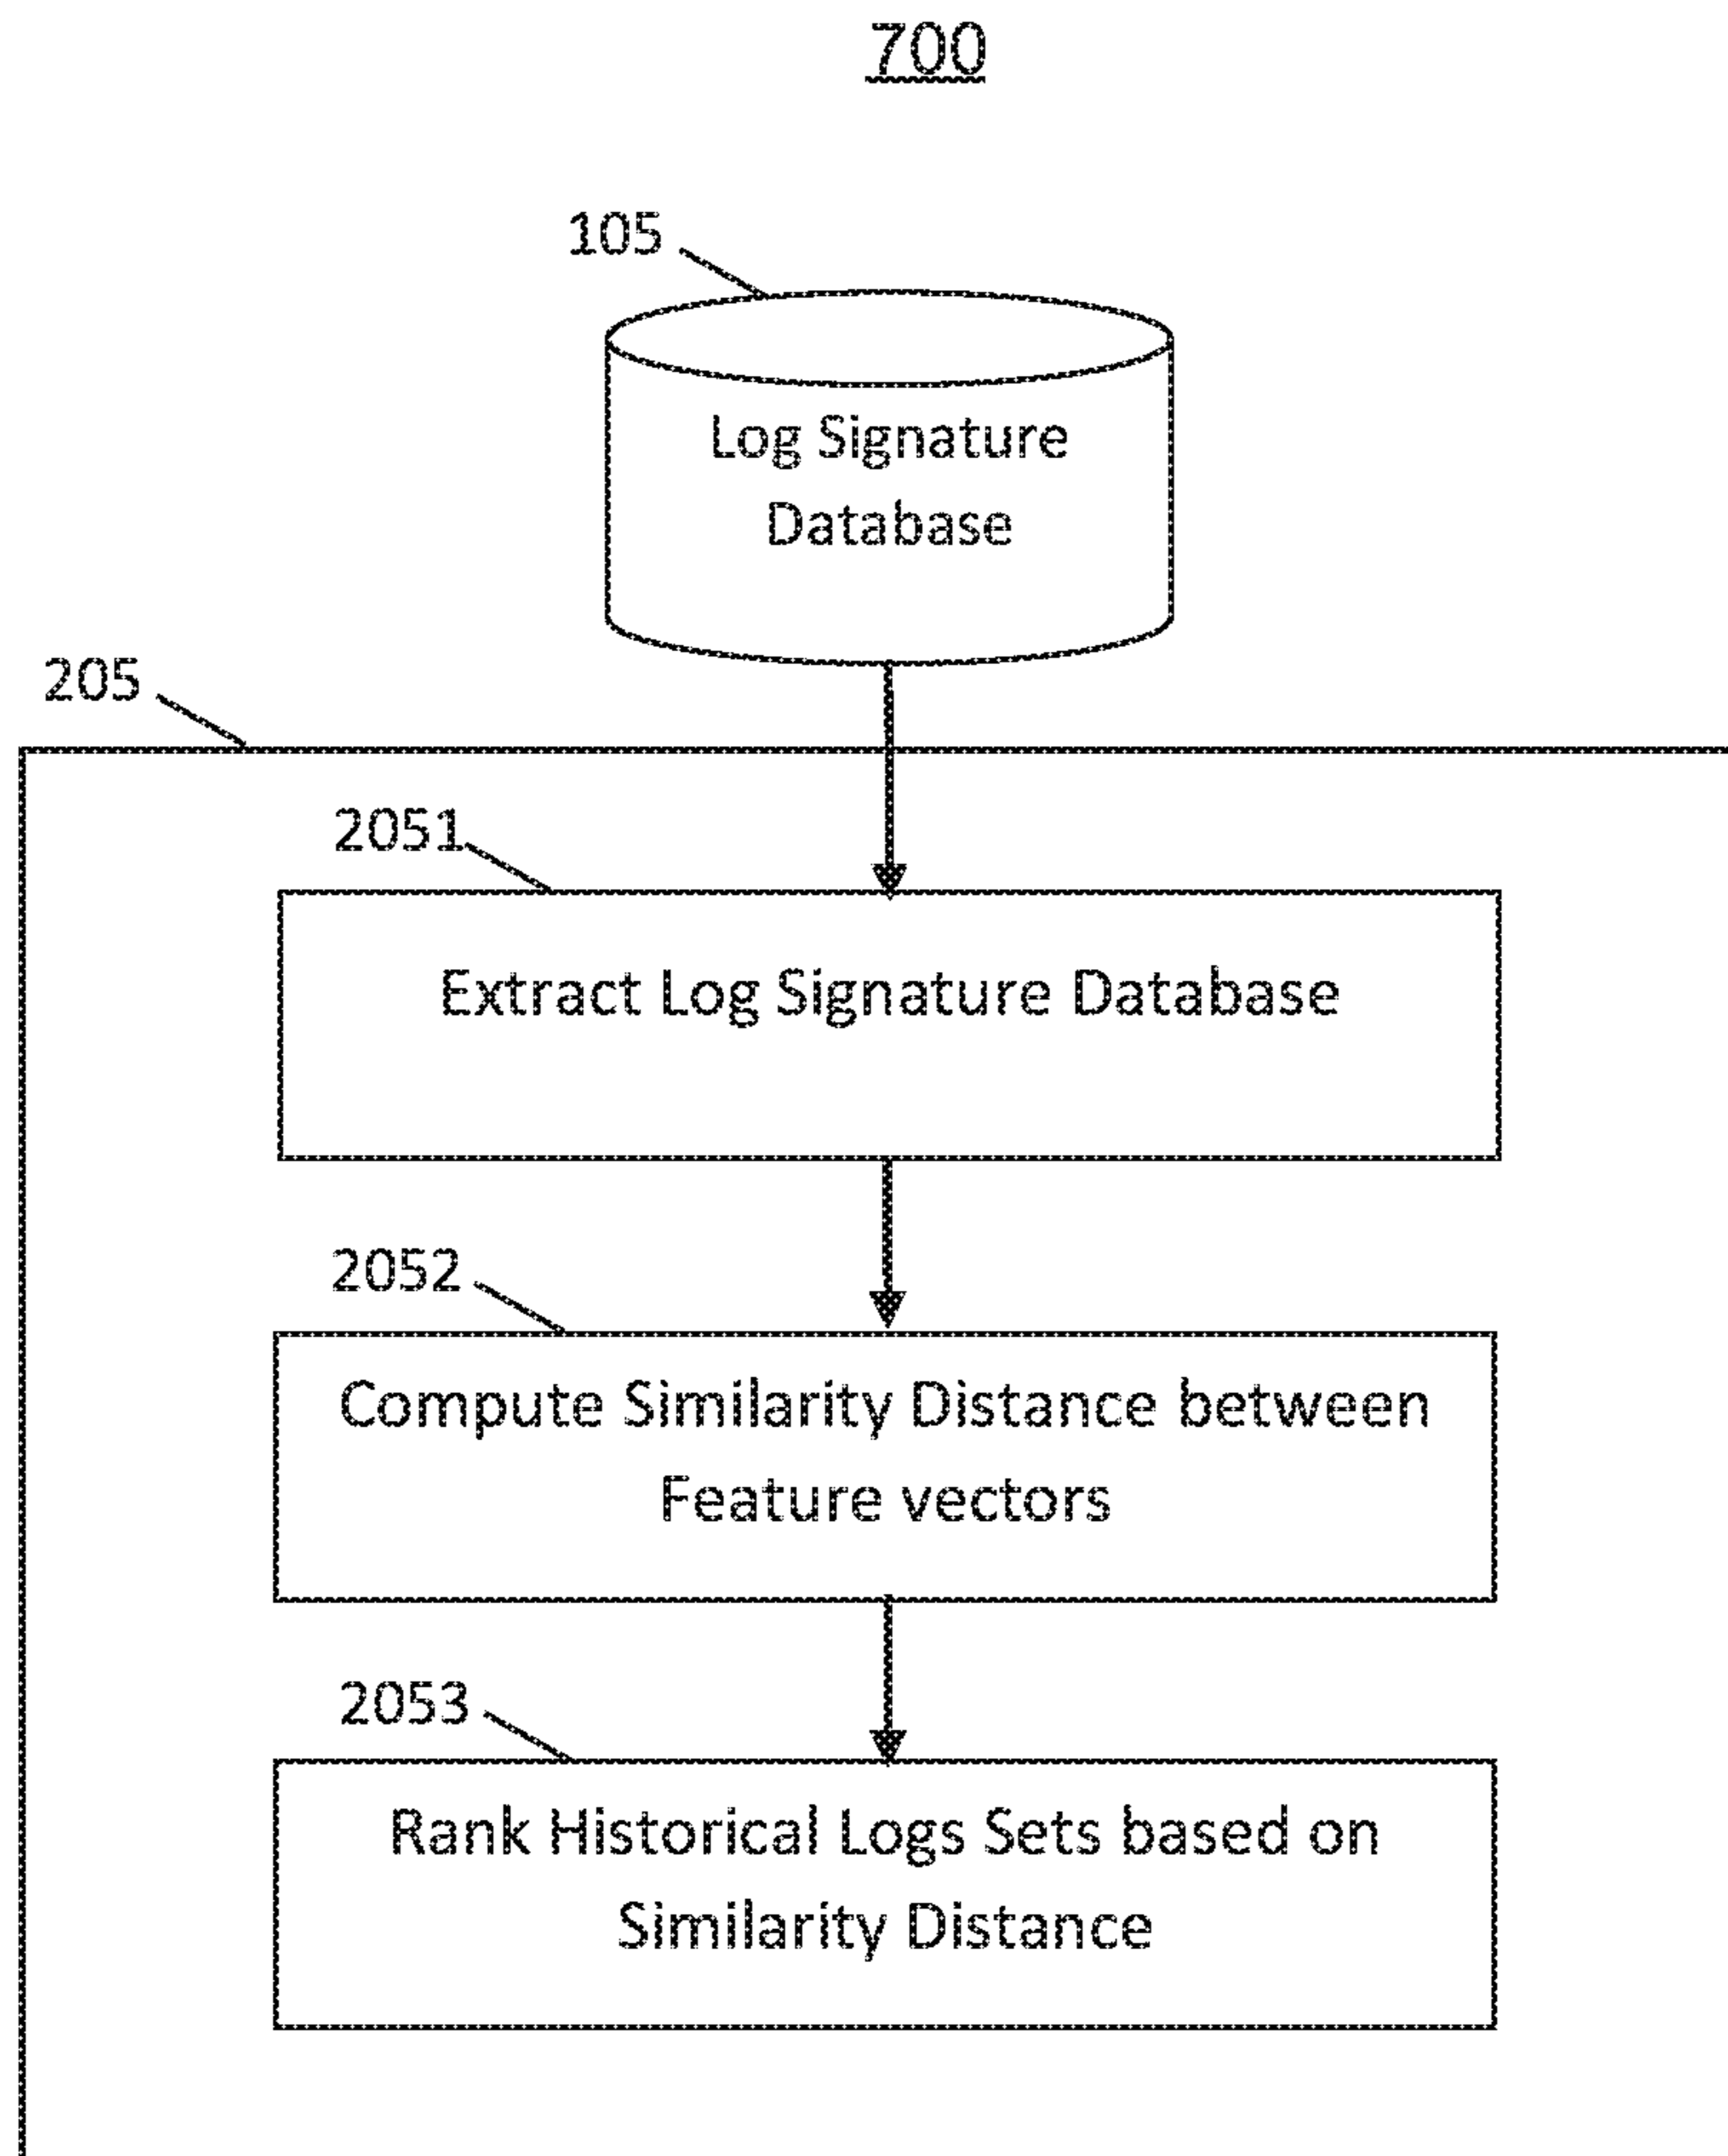 700
105
Log Signature
Database
205
2051
Extract Log Signature Database
2052
Compute Similarity Distance between
Feature vectors
2053
Rank Historical Logs Sets based on
Similarity Distance